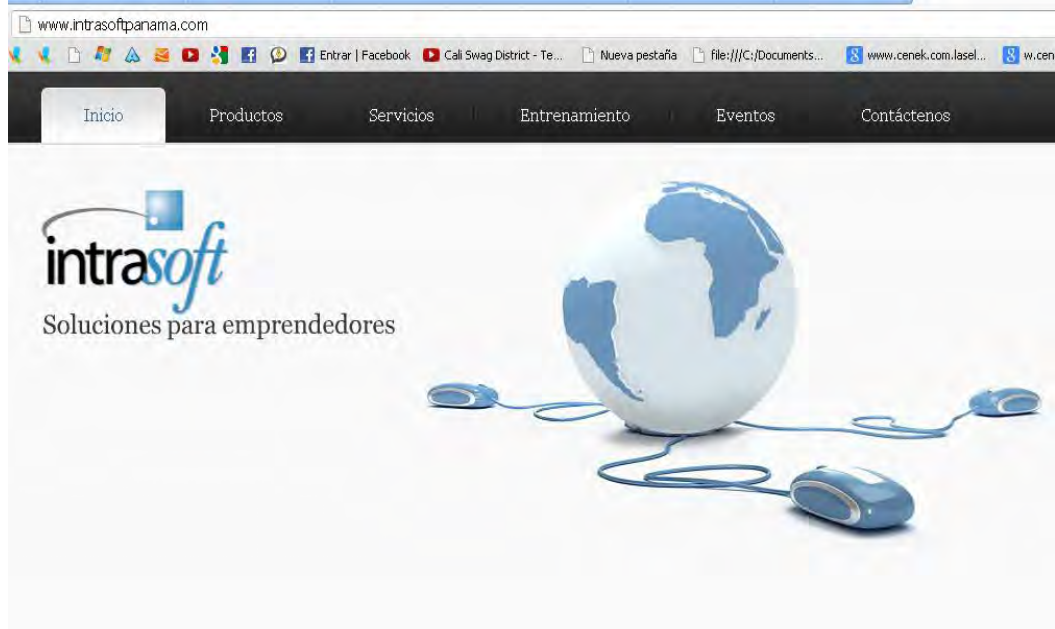 www.intrasoftpanama.com
Entrar | Facebook Cali Swag District - Te... Nueva pestaña file:///C:/Documents... www.cenek.com.lasel... w.cen
Inicio Productos Servicios Entrenamiento Eventos Contáctenos
intrasoft
Soluciones para emprendedores